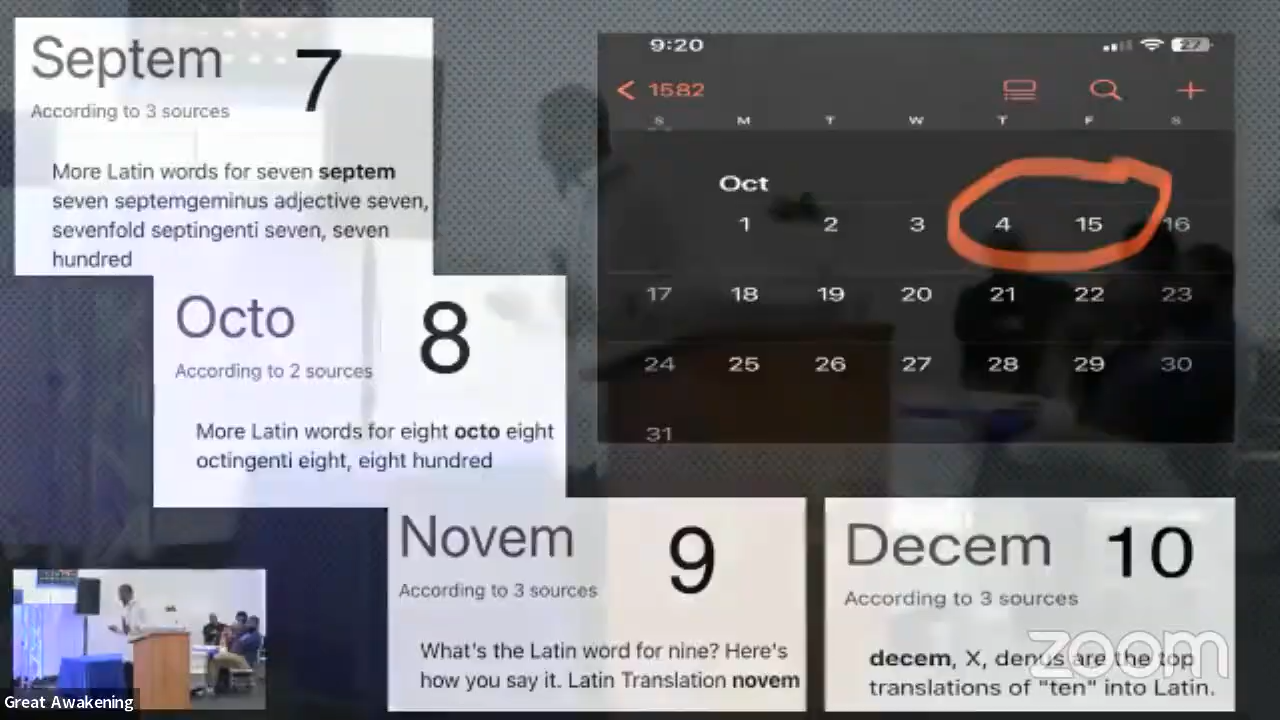 Septem 7
According to 3 sources
More Latin words for seven septem
seven septemgeminus adjective seven,
sevenfold septingenti seven, seven
hundred
Octo 8
According to 2 sources
More Latin words for eight octo eight
octingenti eight, eight hundred
Novem 9
According to 3 sources
What's the Latin word for nine? Here's
how you say it. Latin Translation novem
Decem 10
According to 3 sources
decem, X, denus are the top
translations of "ten" into Latin.
9:20 27
< 1582 +
S M T W T F S
Oct
1 2 3 4 15 16
17 18 19 20 21 22 23
24 25 26 27 28 29 30
31
zoom
Great Awakening